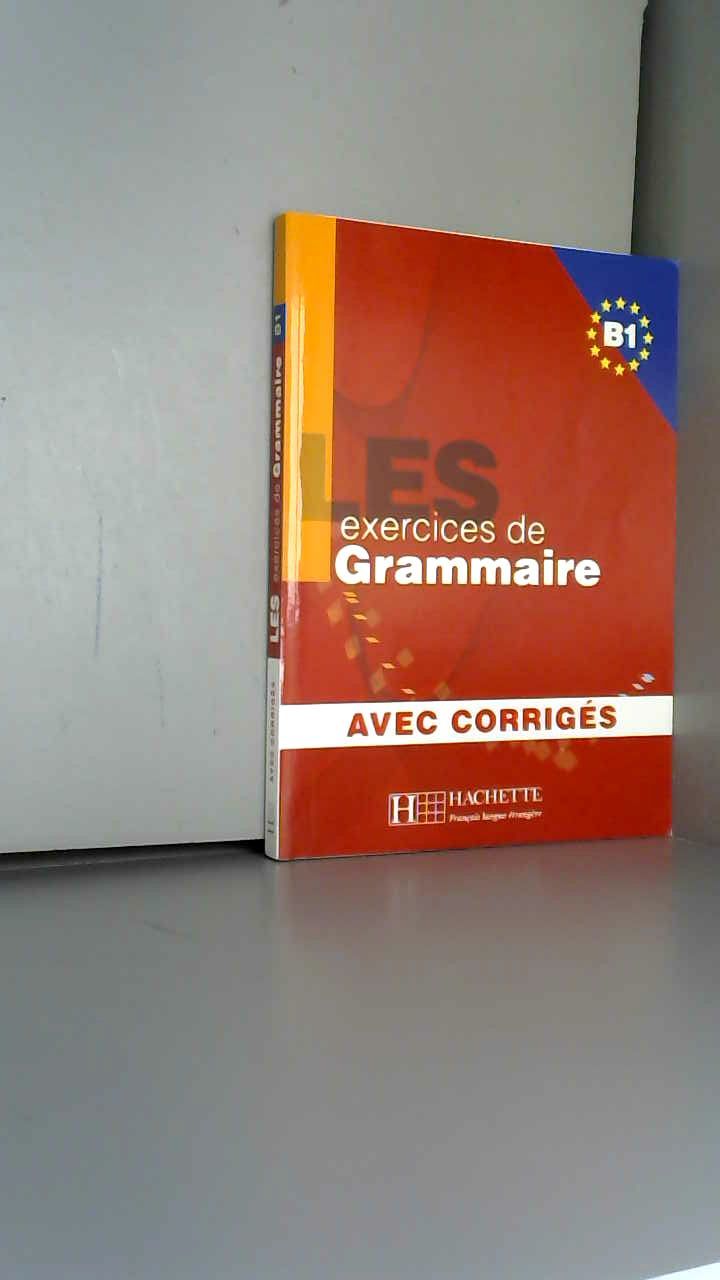 B1
LES
exercices de
Grammaire
AVEC CORRIGÉS
H HACHETTE
Français langue étrangère
LES exercices de Grammaire B1
AVEC CORRIGÉS